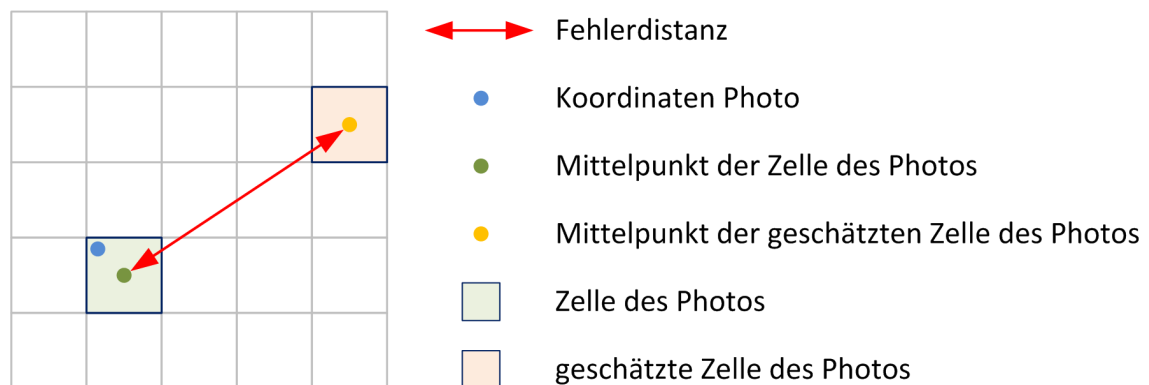 Fehlerdistanz
Koordinaten Photo
Mittelpunkt der Zelle des Photos
Mittelpunkt der geschätzten Zelle des Photos
Zelle des Photos
geschätzte Zelle des Photos